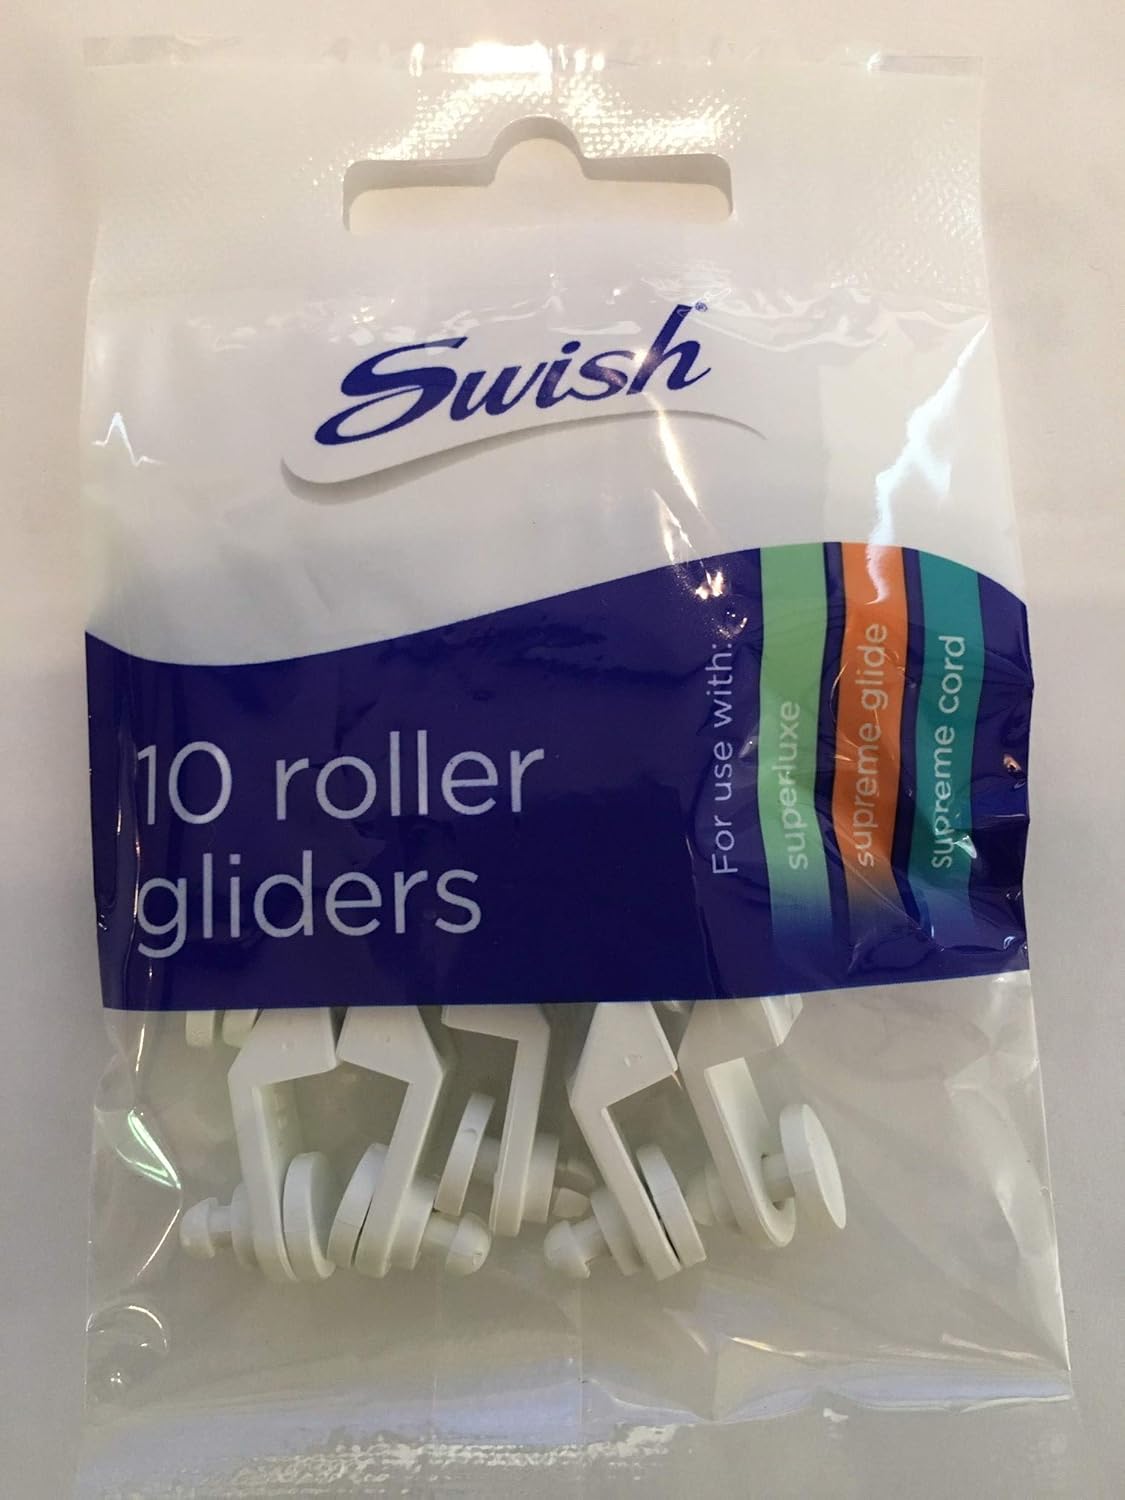 Swish®
10 roller
gliders
For use with:
superluxe
supreme glide
supreme cord